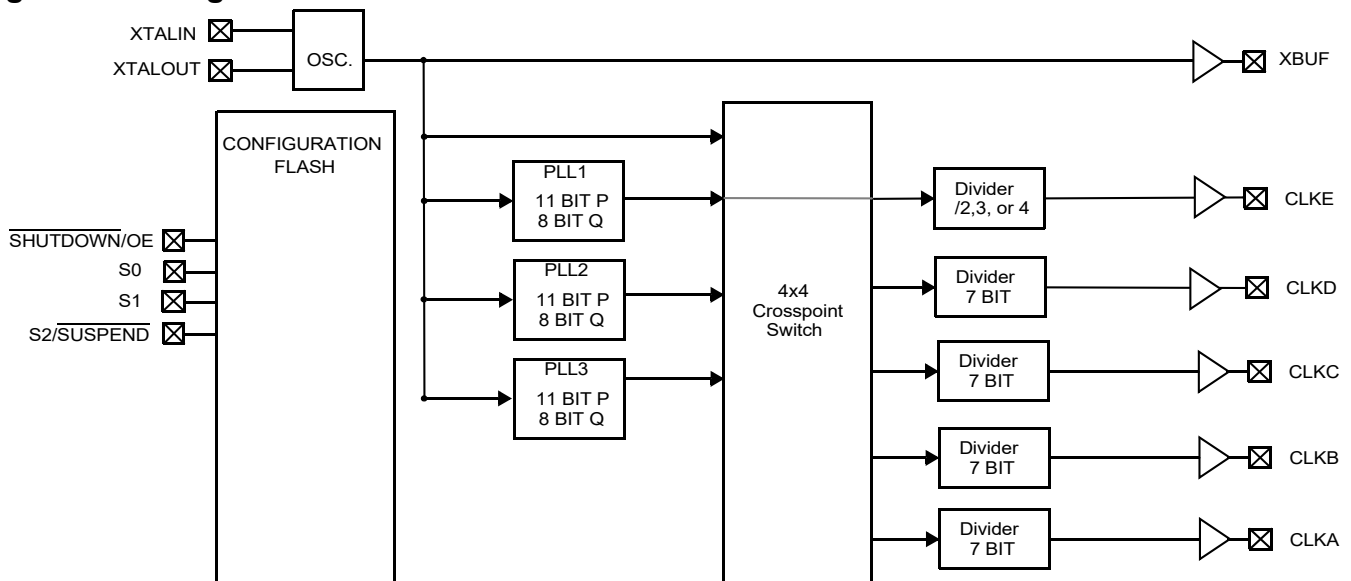 XTALIN
XTALOUT
OSC.
XBUF
CONFIGURATION
FLASH
SHUTDOWN/OE
S0
S1
S2/SUSPEND
PLL1
11 BIT P
8 BIT Q
PLL2
11 BIT P
8 BIT Q
PLL3
11 BIT P
8 BIT Q
4x4
Crosspoint
Switch
Divider
/2,3, or 4
CLKE
Divider
7 BIT
CLKD
Divider
7 BIT
CLKC
Divider
7 BIT
CLKB
Divider
7 BIT
CLKA